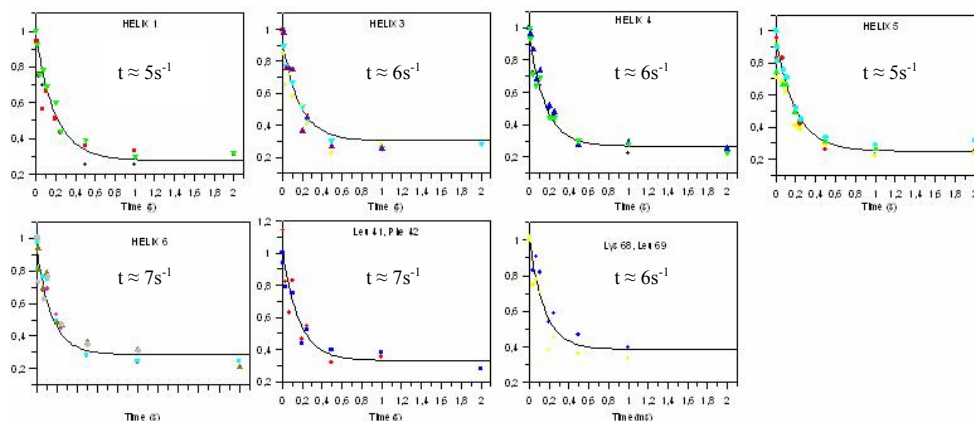 HELIX 1
t ≈ 5s⁻¹
1
0,8
0,6
0,4
0,2
0 0,2 0,4 0,6 0,8 1 1,2 1,4 1,6 1,8 2
Time (s)
HELIX 3
t ≈ 6s⁻¹
1
0,8
0,6
0,4
0,2
0 0,2 0,4 0,6 0,8 1 1,2 1,4 1,6 1,8 2
Time (s)
HELIX 4
t ≈ 6s⁻¹
1
0,8
0,6
0,4
0,2
0 0,2 0,4 0,6 0,8 1 1,2 1,4 1,6 1,8 2
Time (s)
HELIX 5
t ≈ 5s⁻¹
1
0,8
0,6
0,4
0,2
0 0,2 0,4 0,6 0,8 1 1,2 1,4 1,6 1,8 2
Time (s)
HELIX 6
t ≈ 7s⁻¹
1
0,8
0,6
0,4
0,2
Time (s)
Leu 41, Phe 42
t ≈ 7s⁻¹
1,2
1
0,8
0,6
0,4
0,2
0 0,2 0,4 0,6 0,8 1 1,2 1,4 1,6 1,8 2
Time (s)
Lys 68, Leu 69
t ≈ 6s⁻¹
1
0,8
0,6
0,4
0,2
0 0,2 0,4 0,6 0,8 1 1,2 1,4 1,6 1,8 2
Time (ms)